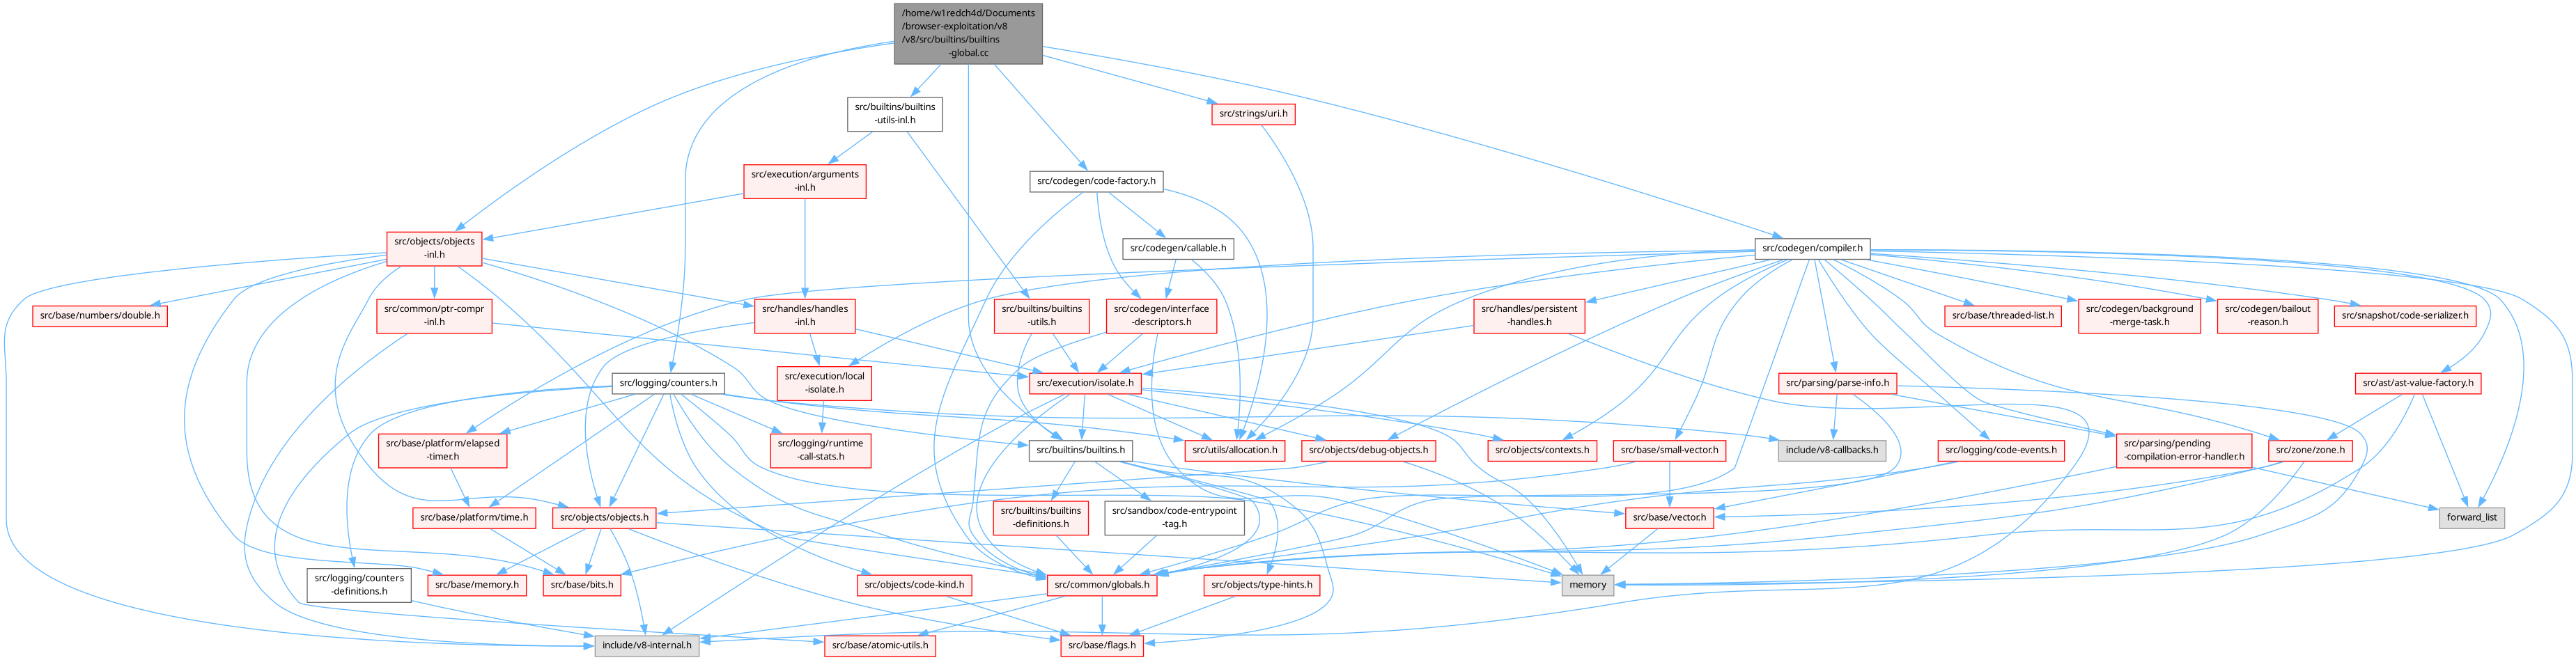 /home/w1redch4d/Documents
/browser-exploitation/v8
/v8/src/builtins/builtins
-global.cc
src/builtins/builtins
-utils-inl.h
src/strings/uri.h
src/execution/arguments
-inl.h
src/codegen/code-factory.h
src/objects/objects
-inl.h
src/codegen/callable.h
src/codegen/compiler.h
src/base/numbers/double.h
src/common/ptr-compr
-inl.h
src/handles/handles
-inl.h
src/builtins/builtins
-utils.h
src/codegen/interface
-descriptors.h
src/handles/persistent
-handles.h
src/base/threaded-list.h
src/codegen/background
-merge-task.h
src/codegen/bailout
-reason.h
src/snapshot/code-serializer.h
src/logging/counters.h
src/execution/local
-isolate.h
src/execution/isolate.h
src/parsing/parse-info.h
src/ast/ast-value-factory.h
src/base/platform/elapsed
-timer.h
src/logging/runtime
-call-stats.h
src/builtins/builtins.h
src/utils/allocation.h
src/objects/debug-objects.h
src/objects/contexts.h
src/base/small-vector.h
include/v8-callbacks.h
src/logging/code-events.h
src/parsing/pending
-compilation-error-handler.h
src/zone/zone.h
src/base/platform/time.h
src/objects/objects.h
src/builtins/builtins
-definitions.h
src/sandbox/code-entrypoint
-tag.h
src/base/vector.h
forward_list
src/logging/counters
-definitions.h
src/base/memory.h
src/base/bits.h
src/objects/code-kind.h
src/common/globals.h
src/objects/type-hints.h
memory
include/v8-internal.h
src/base/atomic-utils.h
src/base/flags.h